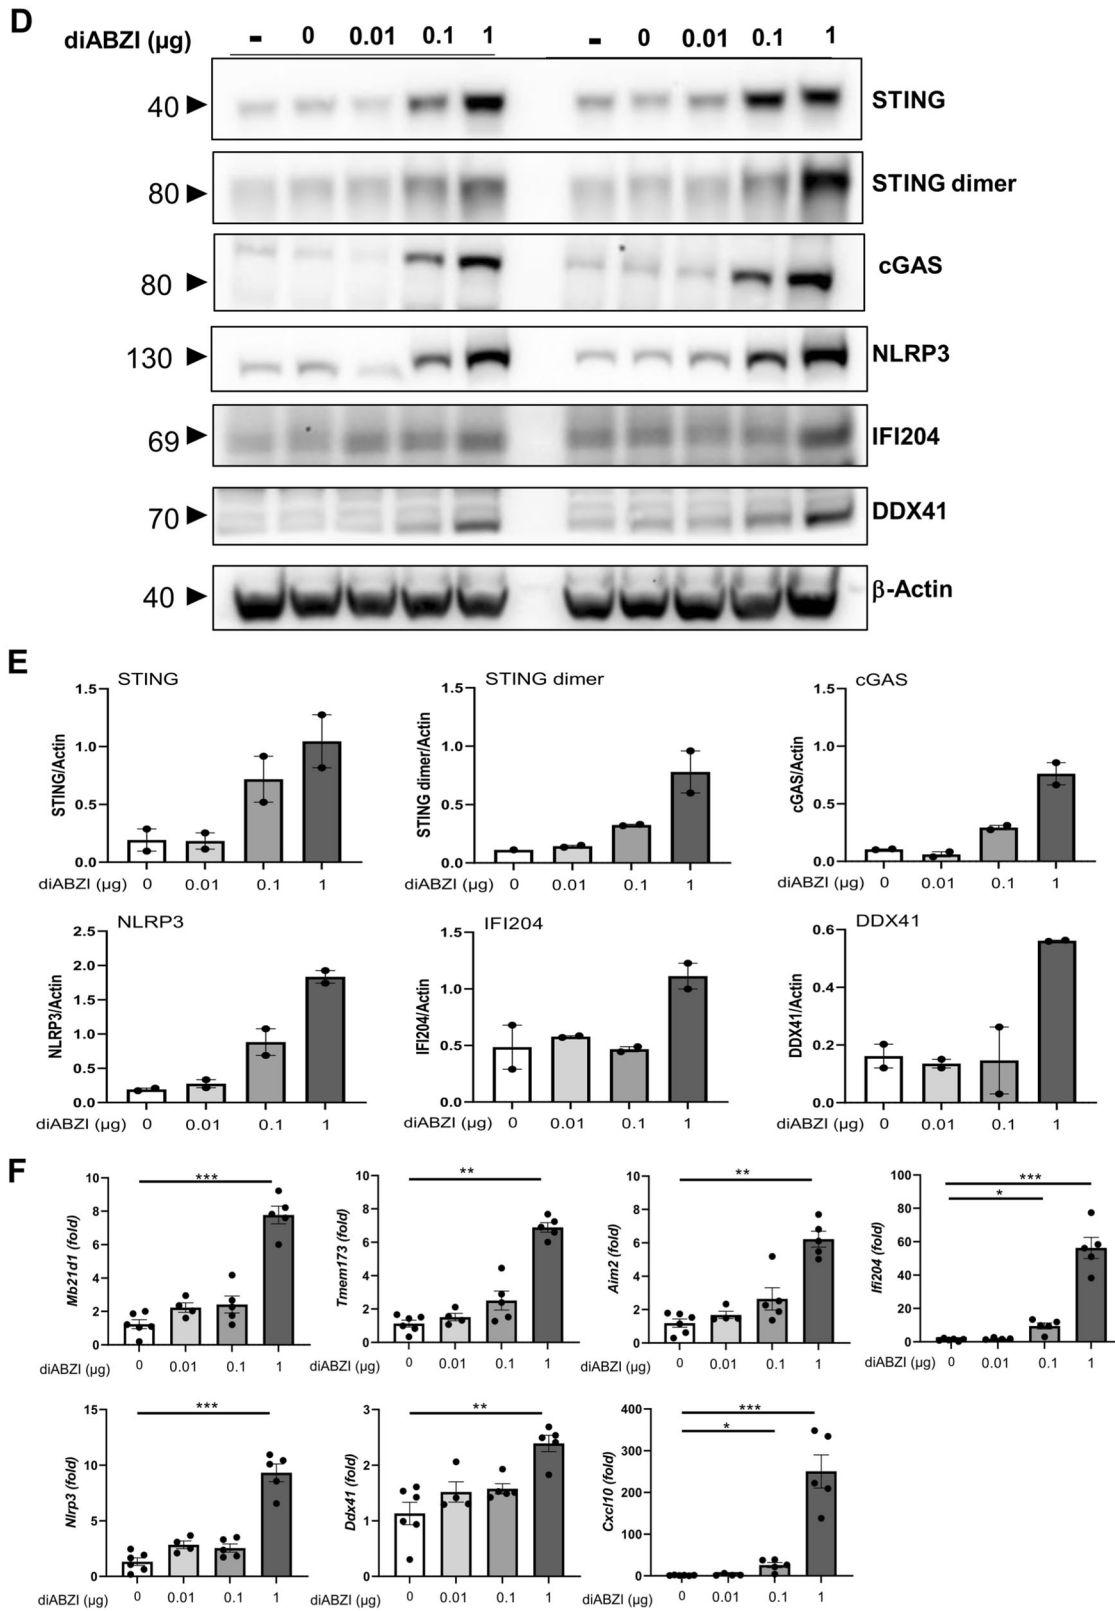 D
diABZI (µg) - 0 0.01 0.1 1 - 0 0.01 0.1 1
40 STING
80 STING dimer
80 cGAS
130 NLRP3
69 IFI204
70 DDX41
40 β-Actin
E
STING
STING/Actin
1.5
1.0
0.5
0.0
diABZI (µg) 0 0.01 0.1 1
STING dimer
STING dimer/Actin
1.5
1.0
0.5
0.0
diABZI (µg) 0 0.01 0.1 1
cGAS
cGAS/Actin
1.5
1.0
0.5
0.0
diABZI (µg) 0 0.01 0.1 1
NLRP3
NLRP3/Actin
2.5
2.0
1.5
1.0
0.5
0.0
diABZI (µg) 0 0.01 0.1 1
IFI204
IFI204/Actin
1.5
1.0
0.5
0.0
diABZI (µg) 0 0.01 0.1 1
DDX41
DDX41/Actin
0.6
0.4
0.2
0.0
diABZI (µg) 0 0.01 0.1 1
F
Mb21d1 (fold)
10
8
6
4
2
0
***
diABZI (µg) 0 0.01 0.1 1
Tmem173 (fold)
10
8
6
4
2
0
**
diABZI (µg) 0 0.01 0.1 1
Aim2 (fold)
10
8
6
4
2
0
**
diABZI (µg) 0 0.01 0.1 1
Ifi204 (fold)
100
80
60
40
20
0
***
*
diABZI (µg) 0 0.01 0.1 1
Nlrp3 (fold)
15
10
5
0
***
diABZI (µg) 0 0.01 0.1 1
Ddx41 (fold)
3
2
1
0
**
diABZI (µg) 0 0.01 0.1 1
Cxcl10 (fold)
400
300
200
100
0
***
*
diABZI (µg) 0 0.01 0.1 1